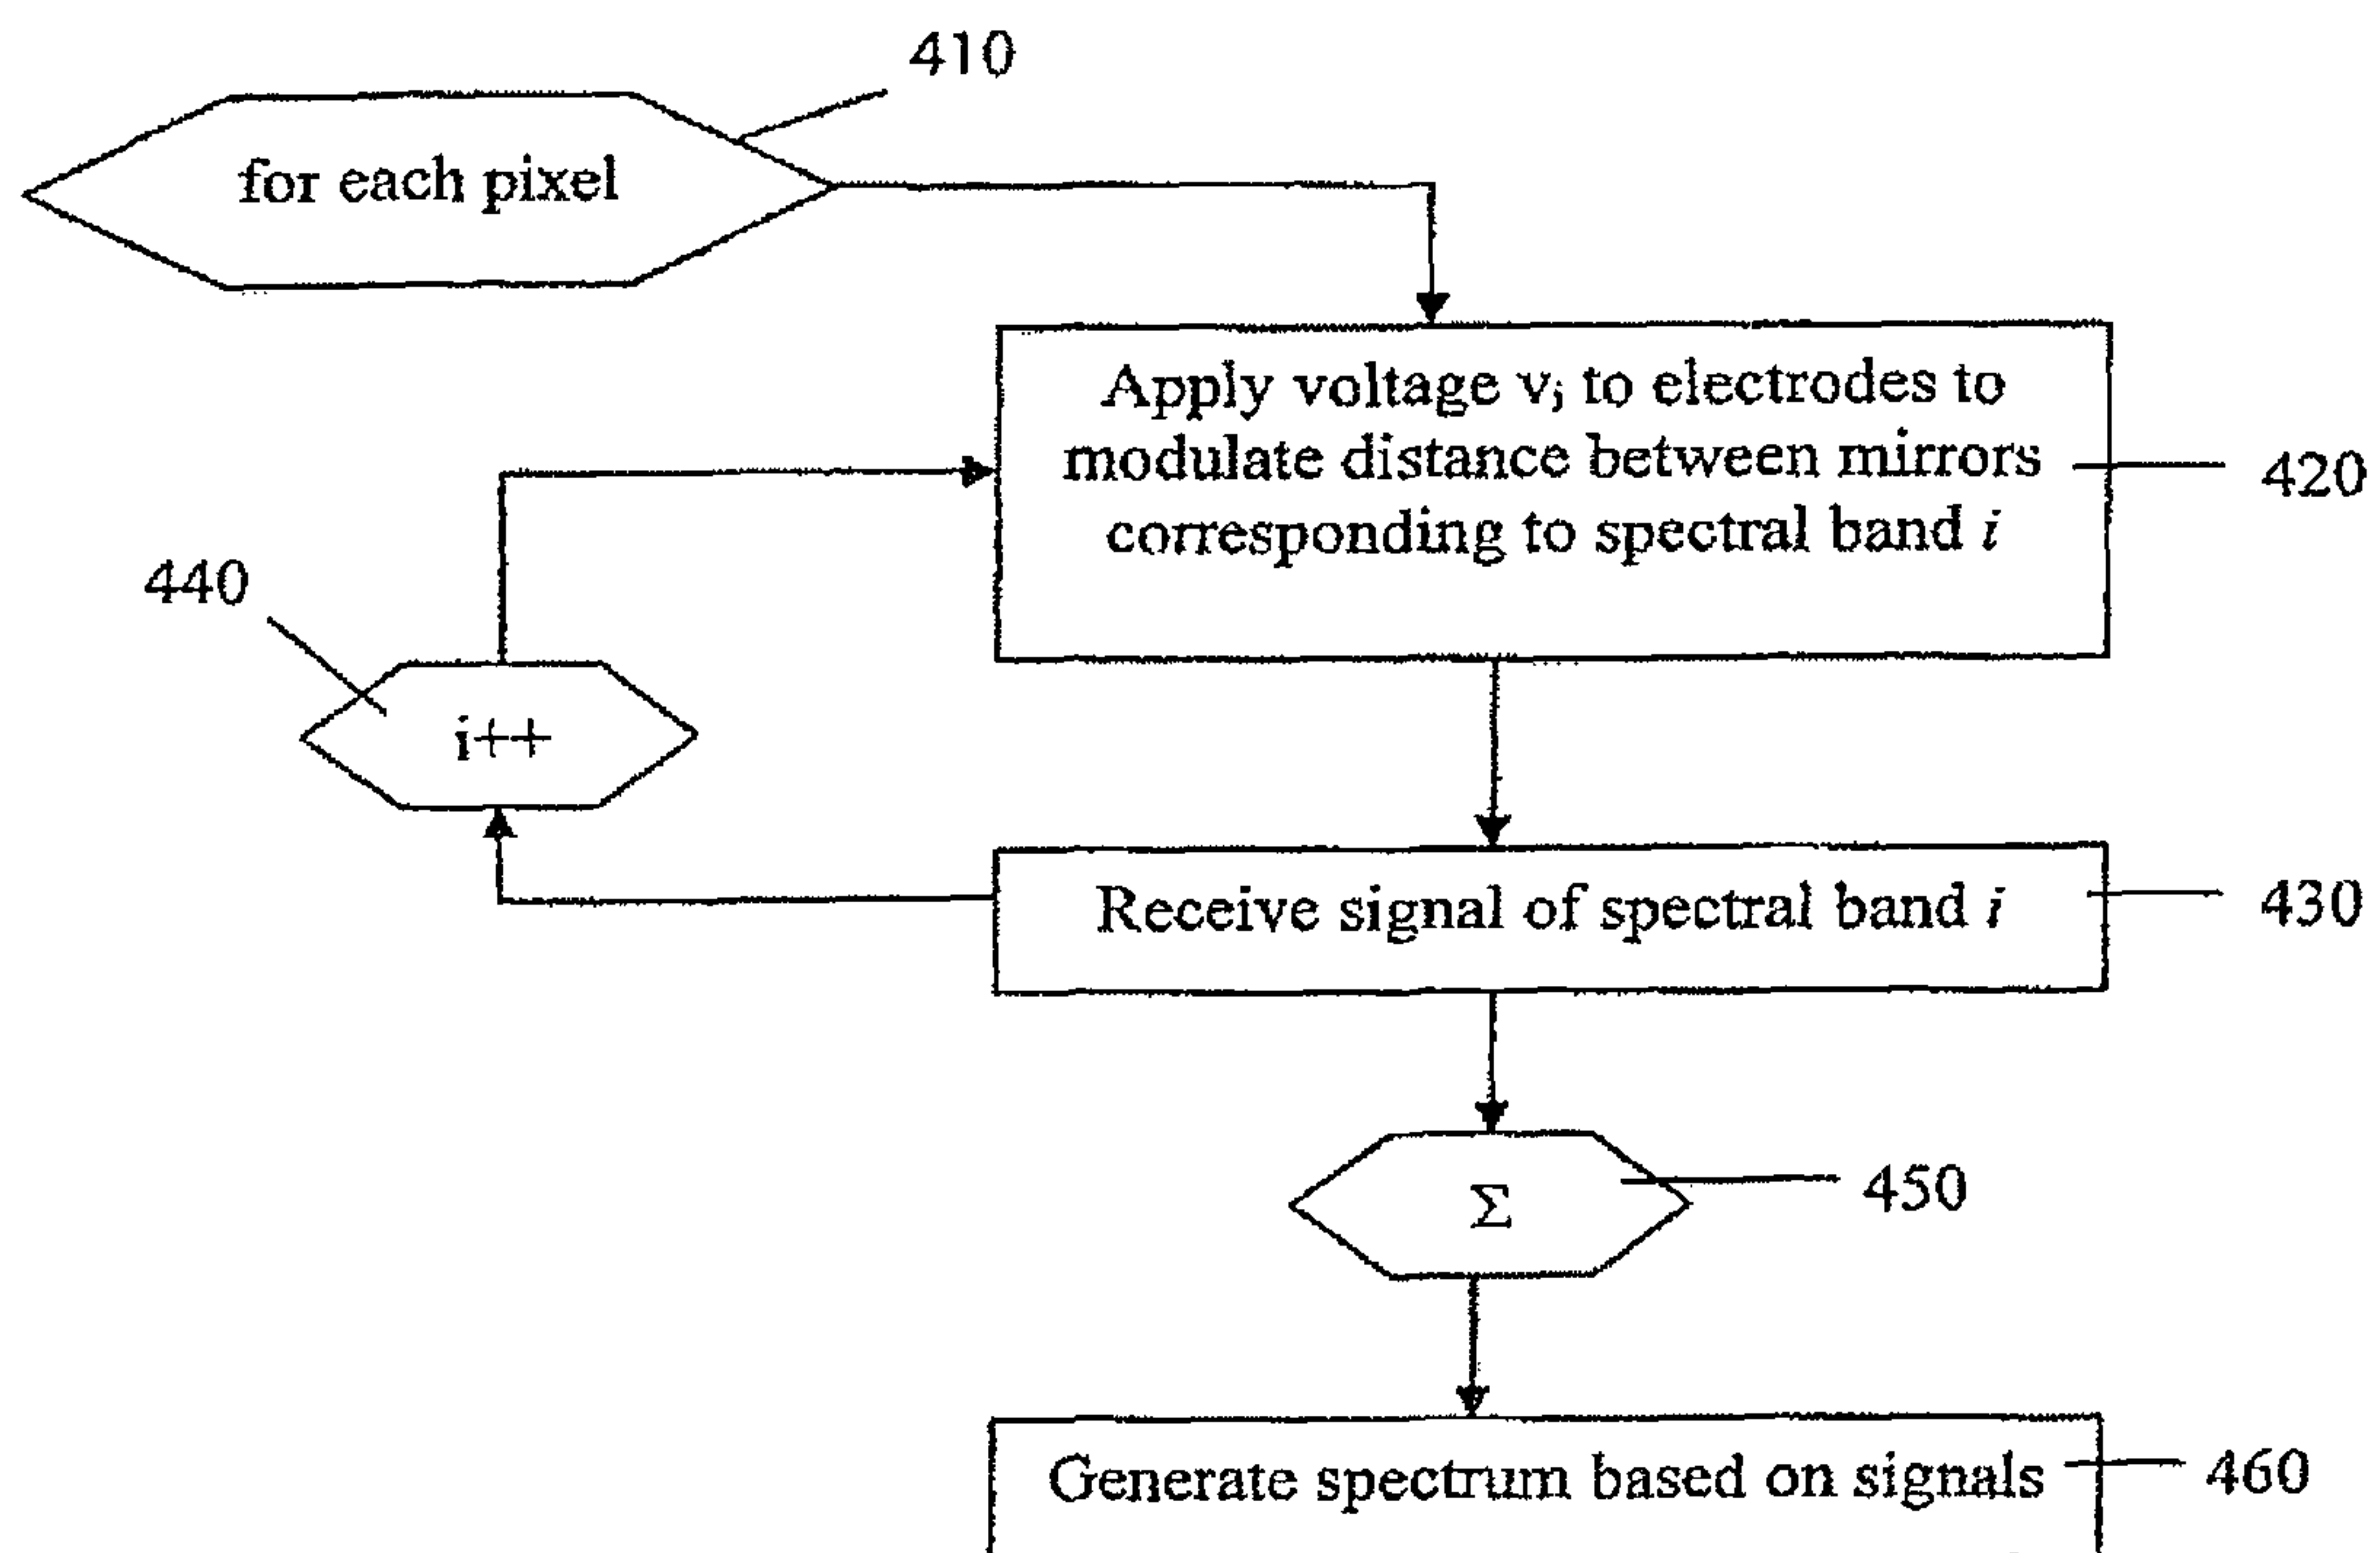 410
for each pixel
Apply voltage vᵢ to electrodes to
modulate distance between mirrors
corresponding to spectral band i
420
440
i++
Receive signal of spectral band i
430
Σ
450
Generate spectrum based on signals
460